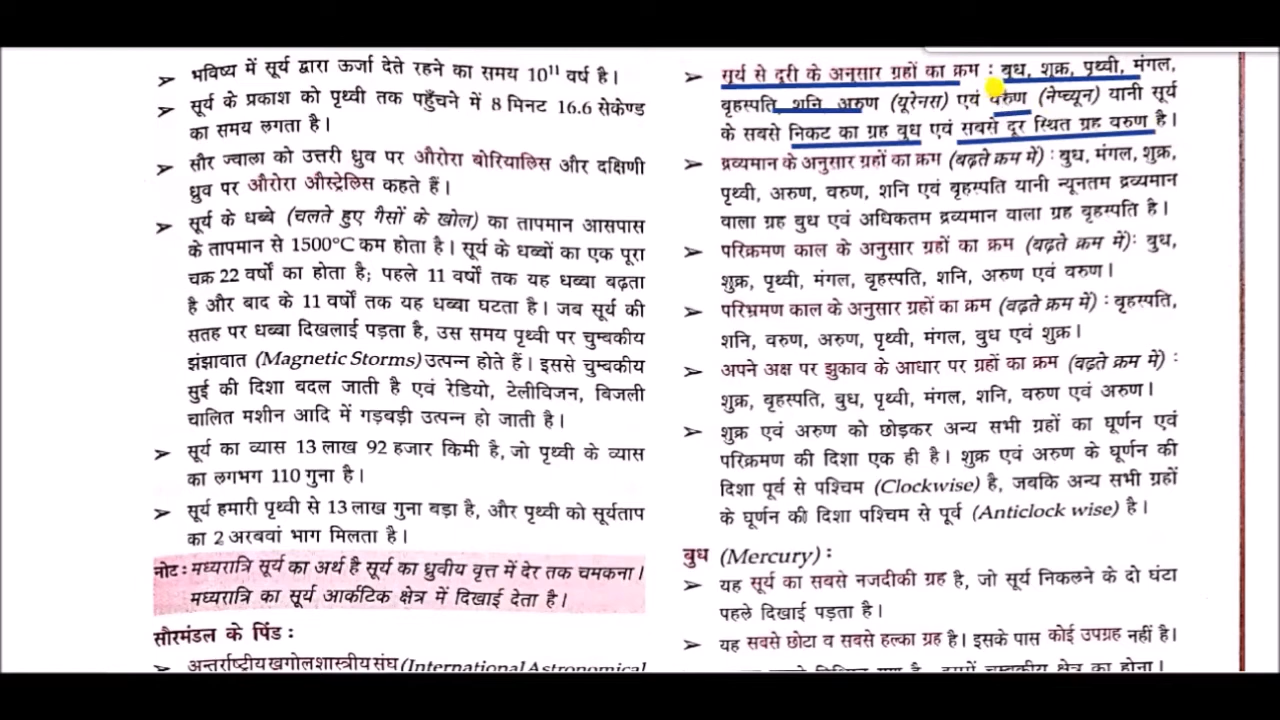 ➤ भविष्य में सूर्य द्वारा ऊर्जा देते रहने का समय 10¹¹ वर्ष है।
➤ सूर्य के प्रकाश को पृथ्वी तक पहुँचने में 8 मिनट 16.6 सेकेण्ड
का समय लगता है।
➤ सौर ज्वाला को उत्तरी ध्रुव पर औरोरा बोरियालिस और दक्षिणी
ध्रुव पर औरोरा औस्ट्रेलिस कहते हैं।
➤ सूर्य के धब्बे (चलते हुए गैसों के खोल) का तापमान आसपास
के तापमान से 1500°C कम होता है। सूर्य के धब्बों का एक पूरा
चक्र 22 वर्षों का होता है; पहले 11 वर्षों तक यह धब्बा बढ़ता
है और बाद के 11 वर्षों तक यह धब्बा घटता है। जब सूर्य की
सतह पर धब्बा दिखलाई पड़ता है, उस समय पृथ्वी पर चुम्बकीय
झंझावात (Magnetic Storms) उत्पन्न होते हैं। इससे चुम्बकीय
सुई की दिशा बदल जाती है एवं रेडियो, टेलीविजन, बिजली
चालित मशीन आदि में गड़बड़ी उत्पन्न हो जाती है।
➤ सूर्य का व्यास 13 लाख 92 हजार किमी है, जो पृथ्वी के व्यास
का लगभग 110 गुना है।
➤ सूर्य हमारी पृथ्वी से 13 लाख गुना बड़ा है, और पृथ्वी को सूर्यताप
का 2 अरबवां भाग मिलता है।
नोट: मध्यरात्रि सूर्य का अर्थ है सूर्य का ध्रुवीय वृत्त में देर तक चमकना।
मध्यरात्रि का सूर्य आर्कटिक क्षेत्र में दिखाई देता है।
सौरमंडल के पिंड :
➤ अन्तर्राष्ट्रीय खगोलशास्त्रीय संघ (International Astronomical
➤ सूर्य से दूरी के अनुसार ग्रहों का क्रम : बुध, शुक्र, पृथ्वी, मंगल,
बृहस्पति, शनि, अरुण (यूरेनस) एवं वरुण (नेप्च्यून) यानी सूर्य
के सबसे निकट का ग्रह बुध एवं सबसे दूर स्थित ग्रह वरुण है।
➤ द्रव्यमान के अनुसार ग्रहों का क्रम (बढ़ते क्रम में) : बुध, मंगल, शुक्र,
पृथ्वी, अरुण, वरुण, शनि एवं बृहस्पति यानी न्यूनतम द्रव्यमान
वाला ग्रह बुध एवं अधिकतम द्रव्यमान वाला ग्रह बृहस्पति है।
➤ परिक्रमण काल के अनुसार ग्रहों का क्रम (बढ़ते क्रम में): बुध,
शुक्र, पृथ्वी, मंगल, बृहस्पति, शनि, अरुण एवं वरुण।
➤ परिभ्रमण काल के अनुसार ग्रहों का क्रम (बढ़ते क्रम में) : बृहस्पति,
शनि, वरुण, अरुण, पृथ्वी, मंगल, बुध एवं शुक्र।
➤ अपने अक्ष पर झुकाव के आधार पर ग्रहों का क्रम (बढ़ते क्रम में) :
शुक्र, बृहस्पति, बुध, पृथ्वी, मंगल, शनि, वरुण एवं अरुण।
➤ शुक्र एवं अरुण को छोड़कर अन्य सभी ग्रहों का घूर्णन एवं
परिक्रमण की दिशा एक ही है। शुक्र एवं अरुण के घूर्णन की
दिशा पूर्व से पश्चिम (Clockwise) है, जबकि अन्य सभी ग्रहों
के घूर्णन की दिशा पश्चिम से पूर्व (Anticlock wise) है।
बुध (Mercury) :
➤ यह सूर्य का सबसे नजदीकी ग्रह है, जो सूर्य निकलने के दो घंटा
पहले दिखाई पड़ता है।
➤ यह सबसे छोटा व सबसे हल्का ग्रह है। इसके पास कोई उपग्रह नहीं है।
चुम्बकीय क्षेत्र का होना।